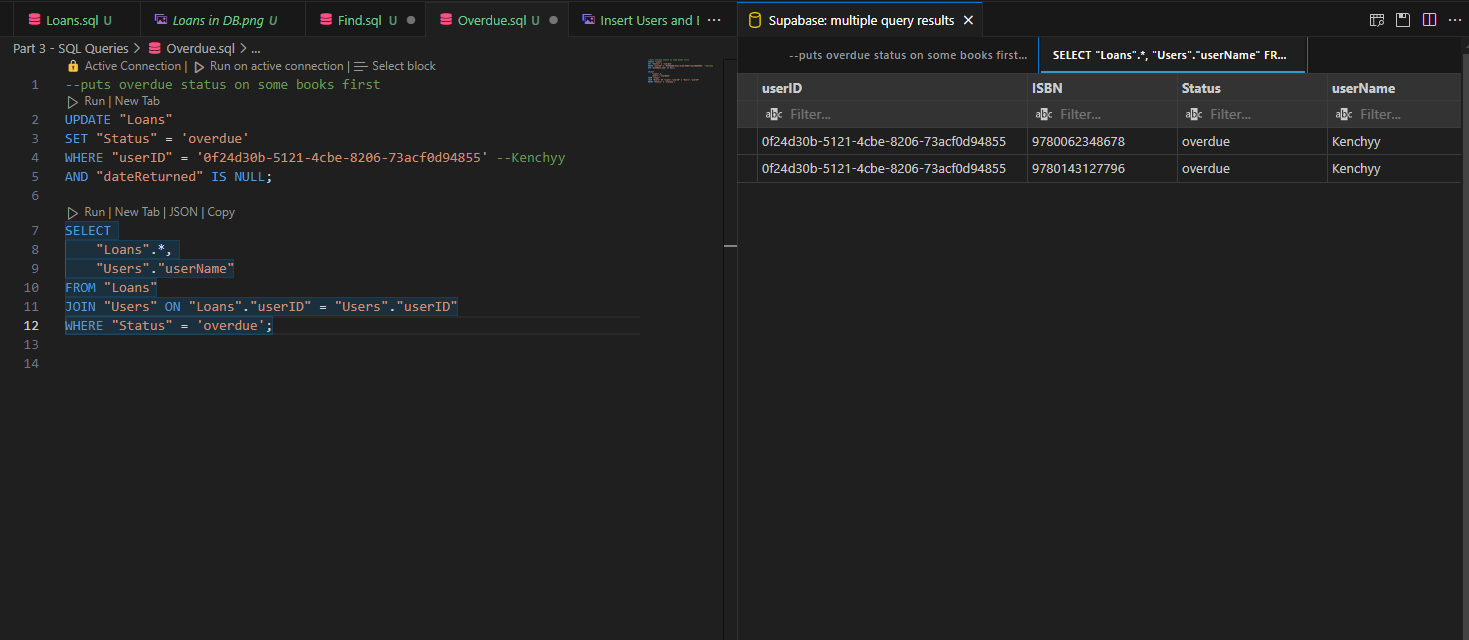 Loans.sql U
Loans in DB.png U
Find.sql U
Overdue.sql U
Insert Users and I ···
Supabase: multiple query results
Part 3 - SQL Queries > Overdue.sql > ...
Active Connection | Run on active connection | Select block
1 --puts overdue status on some books first
Run | New Tab
2 UPDATE "Loans"
3 SET "Status" = 'overdue'
4 WHERE "userID" = '0f24d30b-5121-4cbe-8206-73acf0d94855' --Kenchyy
5 AND "dateReturned" IS NULL;
6
Run | New Tab | JSON | Copy
7 SELECT
8 "Loans".*,
9 "Users"."userName"
10 FROM "Loans"
11 JOIN "Users" ON "Loans"."userID" = "Users"."userID"
12 WHERE "Status" = 'overdue';
13
14
--puts overdue status on some books first...
SELECT "Loans".*, "Users"."userName" FR...
userID ISBN Status userName
abc Filter... abc Filter... abc Filter... abc Filter...
0f24d30b-5121-4cbe-8206-73acf0d94855 9780062348678 overdue Kenchyy
0f24d30b-5121-4cbe-8206-73acf0d94855 9780143127796 overdue Kenchyy